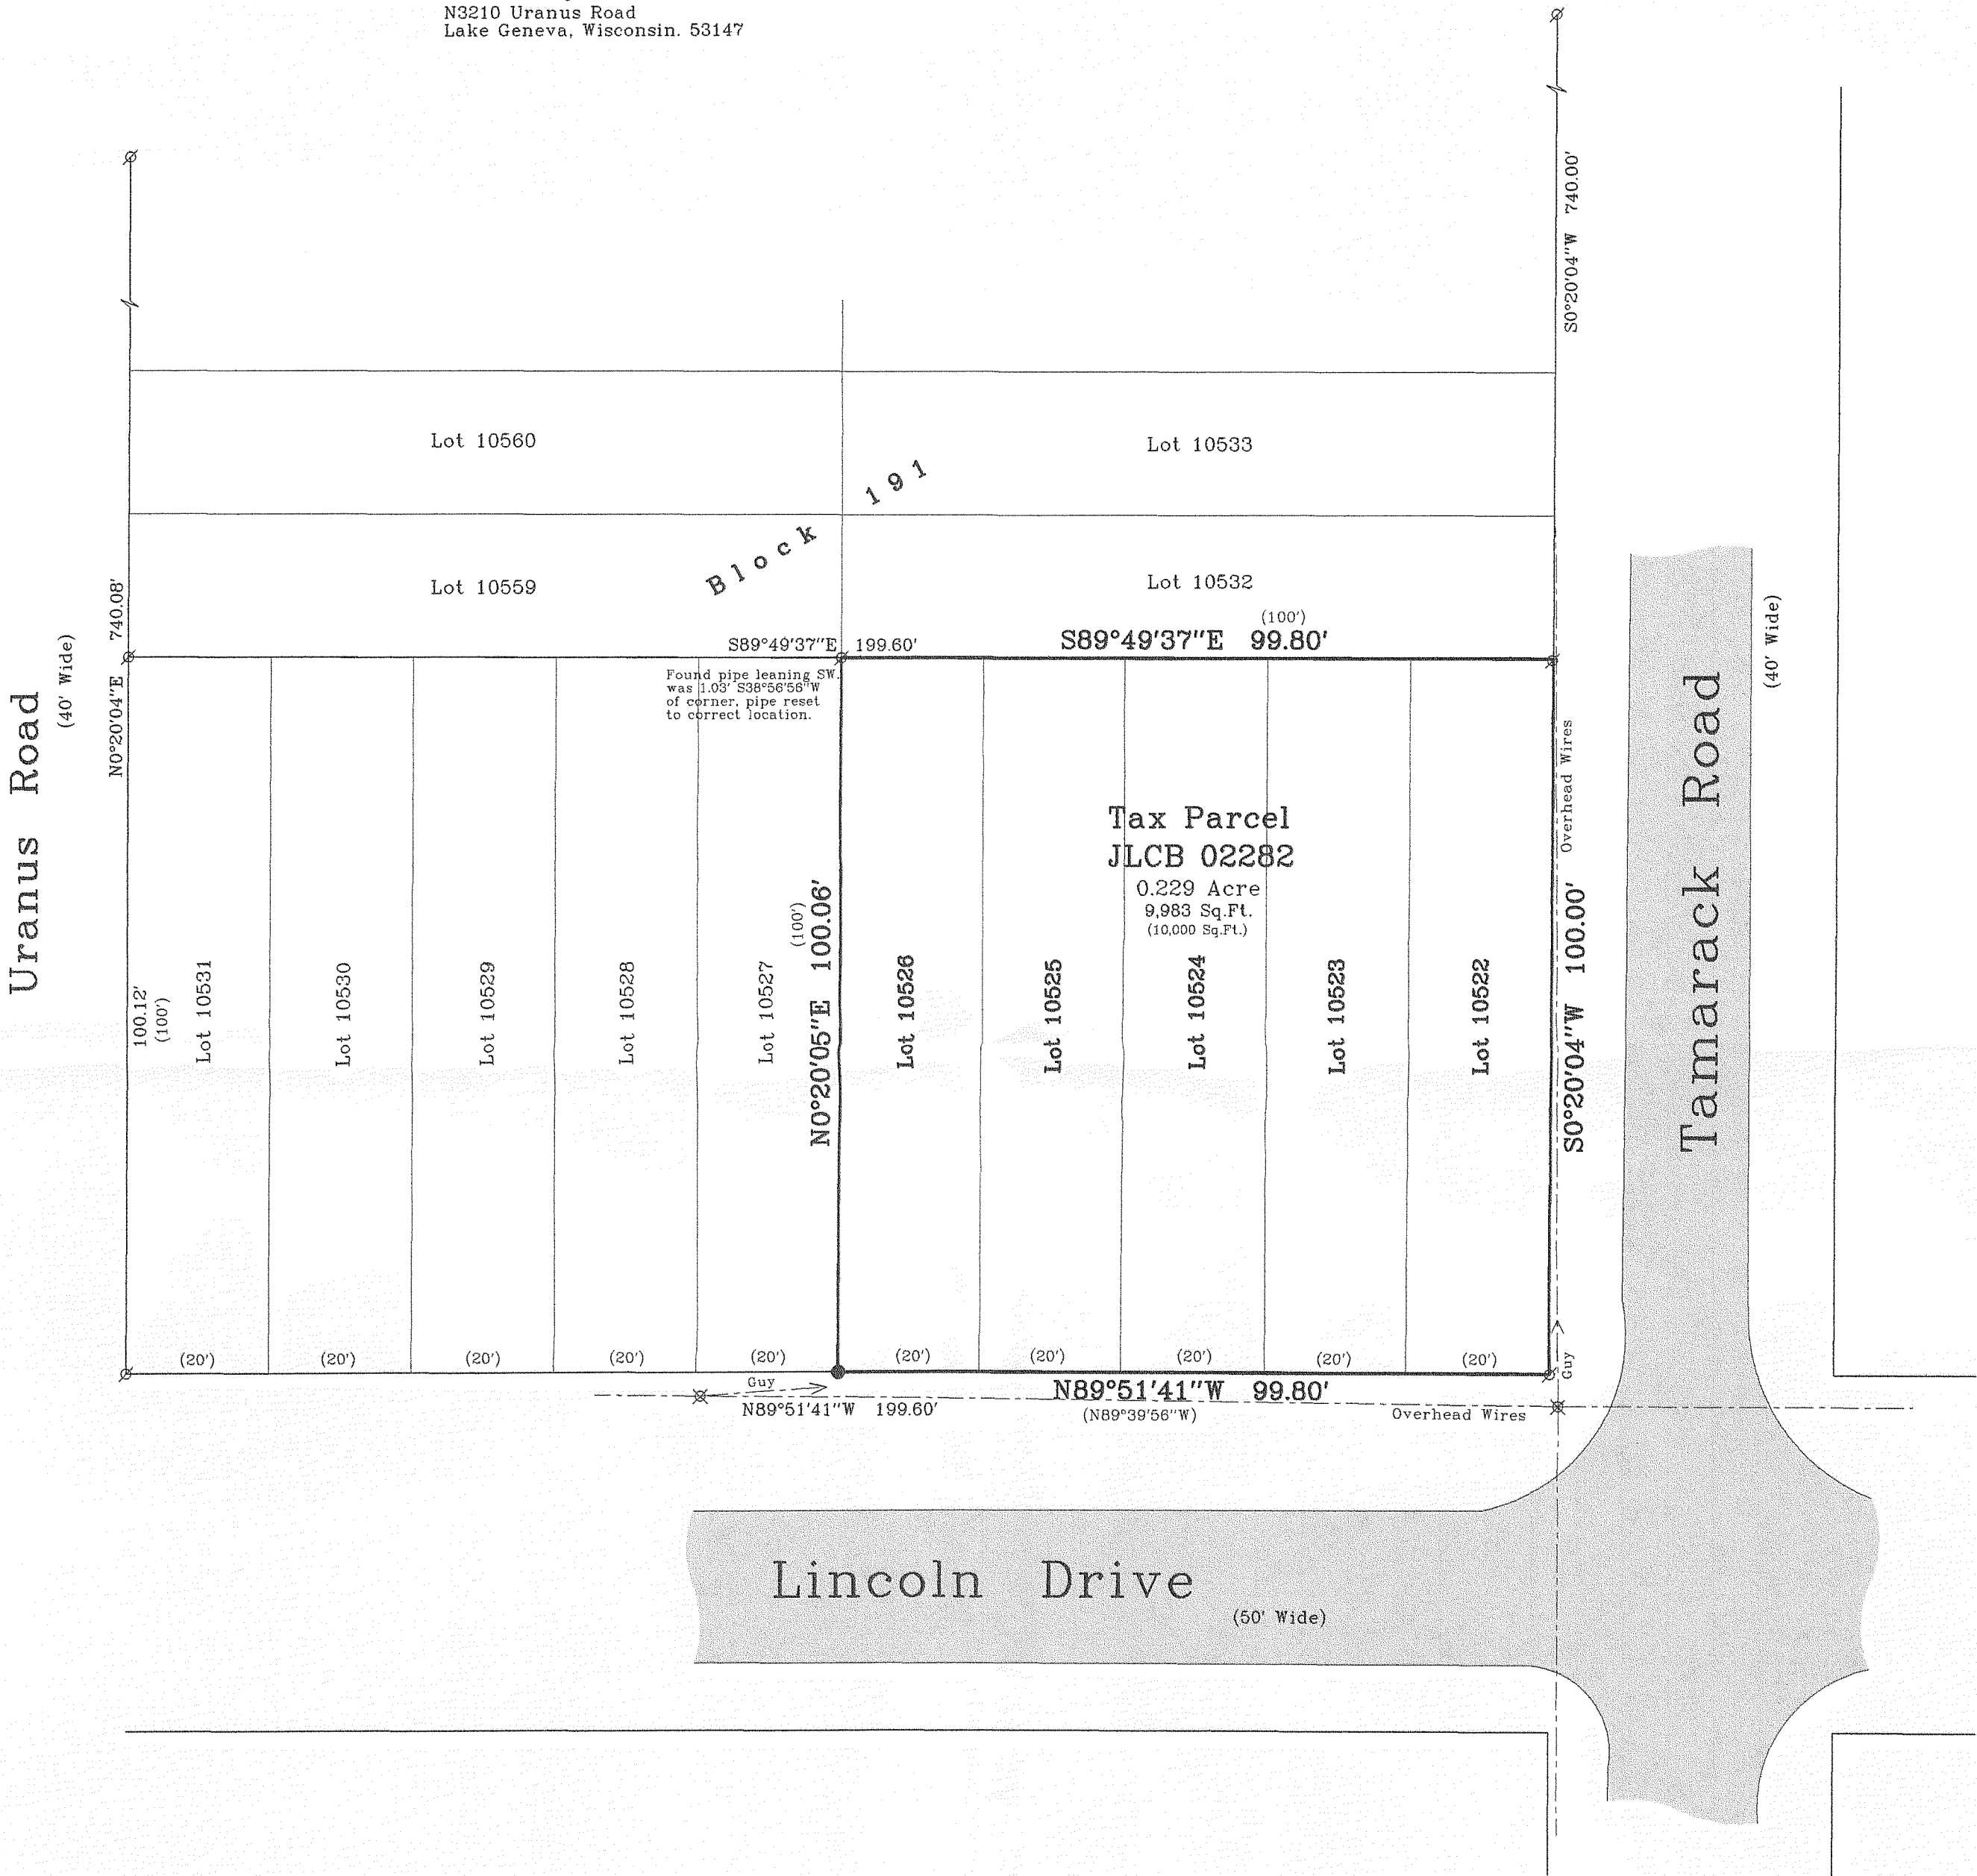 N3210 Uranus Road
Lake Geneva, Wisconsin. 53147
S0°20'04"W 740.00'
Lot 10560
Lot 10533
Block 191
Lot 10559
Lot 10532
(100')
S89°49'37"E 199.60'
S89°49'37"E 99.80'
N0°20'04"E 740.08'
(40' Wide)
Uranus Road
(40' Wide)
Tamarack Road
Found pipe leaning SW.
was 1.03' S38°56'56"W
of corner, pipe reset
to correct location.
Overhead Wires
Tax Parcel
JLCB 02282
0.229 Acre
9,983 Sq.Ft.
(10,000 Sq.Ft.)
100.12'
(100')
Lot 10531
Lot 10530
Lot 10529
Lot 10528
Lot 10527
(100')
N0°20'05"E 100.06'
Lot 10526
Lot 10525
Lot 10524
Lot 10523
Lot 10522
S0°20'04"W 100.00'
(20')
(20')
(20')
(20')
(20')
(20')
(20')
(20')
(20')
(20')
Guy
Guy
N89°51'41"W 99.80'
N89°51'41"W 199.60'
(N89°39'56"W)
Overhead Wires
Lincoln Drive
(50' Wide)